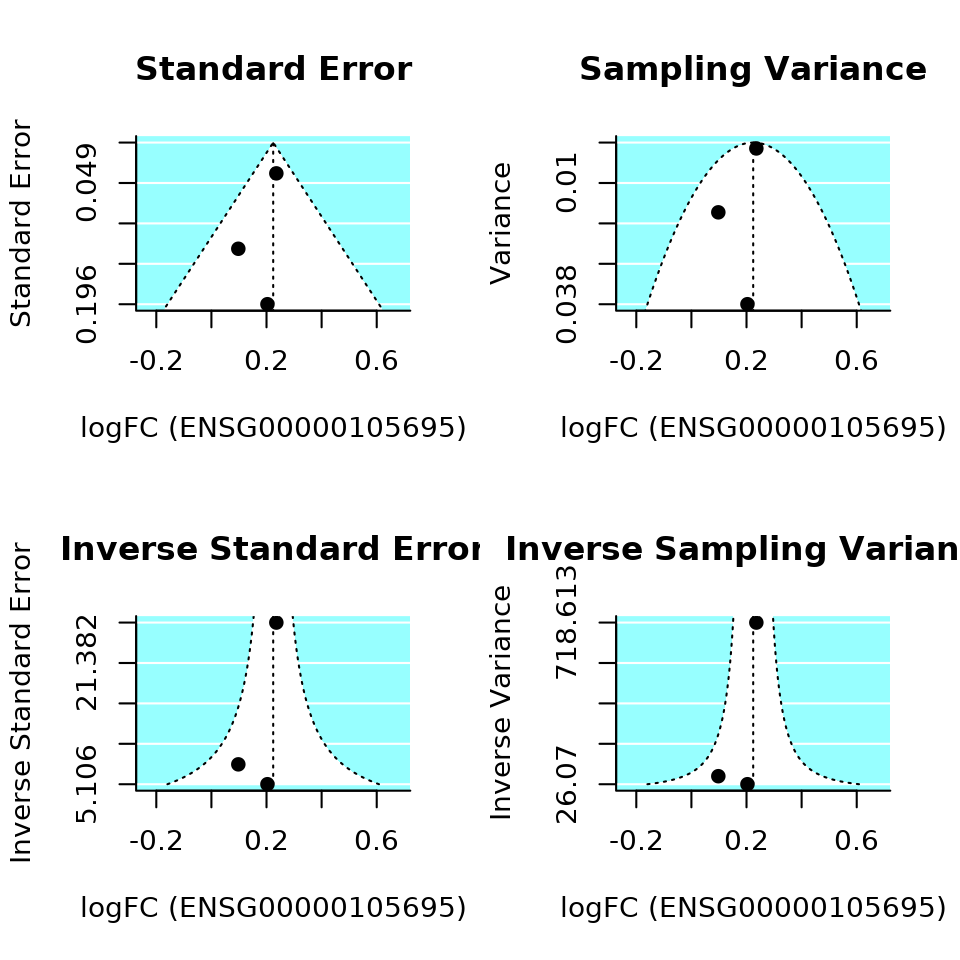 Standard Error
Standard Error
0.049
0.196
-0.2 0.2 0.6
logFC (ENSG00000105695)
Sampling Variance
Variance
0.01
0.038
-0.2 0.2 0.6
logFC (ENSG00000105695)
Inverse Standard Error
Inverse Standard Error
21.382
5.106
-0.2 0.2 0.6
logFC (ENSG00000105695)
Inverse Sampling Varian
Inverse Variance
718.613
26.07
-0.2 0.2 0.6
logFC (ENSG00000105695)